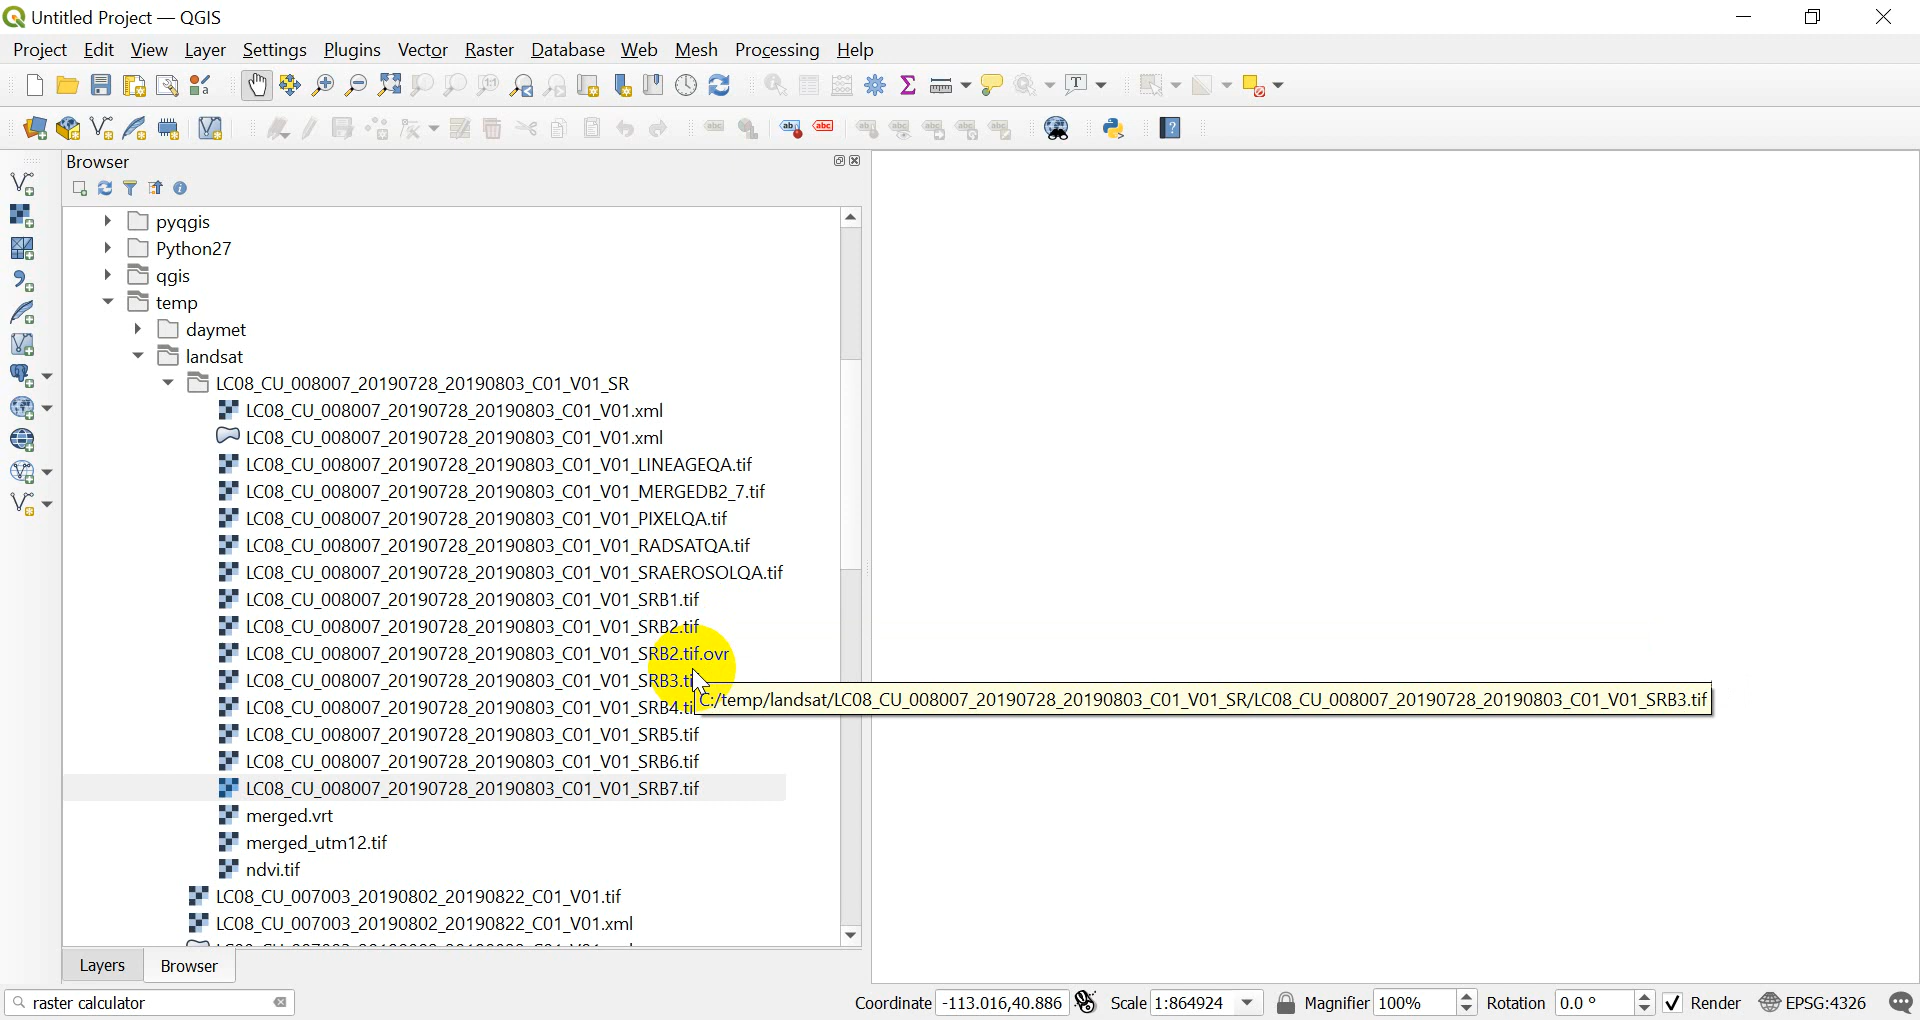 Untitled Project — QGIS
Project Edit View Layer Settings Plugins Vector Raster Database Web Mesh Processing Help
Browser
pyqgis
Python27
qgis
temp
daymet
landsat
LC08_CU_008007_20190728_20190803_C01_V01_SR
LC08_CU_008007_20190728_20190803_C01_V01.xml
LC08_CU_008007_20190728_20190803_C01_V01.xml
LC08_CU_008007_20190728_20190803_C01_V01_LINEAGEQA.tif
LC08_CU_008007_20190728_20190803_C01_V01_MERGEDB2_7.tif
LC08_CU_008007_20190728_20190803_C01_V01_PIXELQA.tif
LC08_CU_008007_20190728_20190803_C01_V01_RADSATQA.tif
LC08_CU_008007_20190728_20190803_C01_V01_SRAEROSOLQA.tif
LC08_CU_008007_20190728_20190803_C01_V01_SRB1.tif
LC08_CU_008007_20190728_20190803_C01_V01_SRB2.tif
LC08_CU_008007_20190728_20190803_C01_V01_SRB2.tif.ovr
LC08_CU_008007_20190728_20190803_C01_V01_SRB3.ti
LC08_CU_008007_20190728_20190803_C01_V01_SRB4.ti
C:/temp/landsat/LC08_CU_008007_20190728_20190803_C01_V01_SR/LC08_CU_008007_20190728_20190803_C01_V01_SRB3.tif
LC08_CU_008007_20190728_20190803_C01_V01_SRB5.tif
LC08_CU_008007_20190728_20190803_C01_V01_SRB6.tif
LC08_CU_008007_20190728_20190803_C01_V01_SRB7.tif
merged.vrt
merged_utm12.tif
ndvi.tif
LC08_CU_007003_20190802_20190822_C01_V01.tif
LC08_CU_007003_20190802_20190822_C01_V01.xml
Layers Browser
raster calculator
Coordinate -113.016,40.886 Scale 1:864924 Magnifier 100% Rotation 0.0 ° Render EPSG:4326